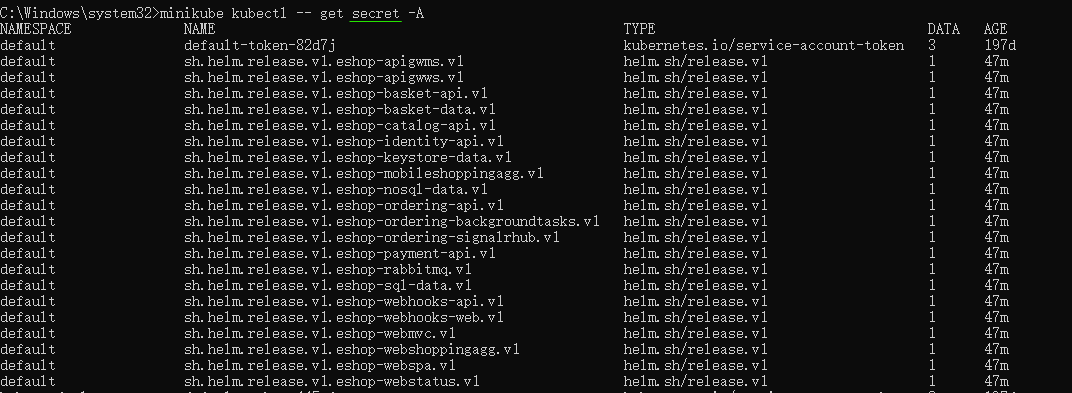 C:\Windows\system32>minikube kubectl -- get secret -A
NAMESPACE NAME TYPE DATA AGE
default default-token-82d7j kubernetes.io/service-account-token 3 197d
default sh.helm.release.v1.eshop-apigwms.v1 helm.sh/release.v1 1 47m
default sh.helm.release.v1.eshop-apigwws.v1 helm.sh/release.v1 1 47m
default sh.helm.release.v1.eshop-basket-api.v1 helm.sh/release.v1 1 47m
default sh.helm.release.v1.eshop-basket-data.v1 helm.sh/release.v1 1 47m
default sh.helm.release.v1.eshop-catalog-api.v1 helm.sh/release.v1 1 47m
default sh.helm.release.v1.eshop-identity-api.v1 helm.sh/release.v1 1 47m
default sh.helm.release.v1.eshop-keystore-data.v1 helm.sh/release.v1 1 47m
default sh.helm.release.v1.eshop-mobileshoppingagg.v1 helm.sh/release.v1 1 47m
default sh.helm.release.v1.eshop-nosql-data.v1 helm.sh/release.v1 1 47m
default sh.helm.release.v1.eshop-ordering-api.v1 helm.sh/release.v1 1 47m
default sh.helm.release.v1.eshop-ordering-backgroundtasks.v1 helm.sh/release.v1 1 47m
default sh.helm.release.v1.eshop-ordering-signalrhub.v1 helm.sh/release.v1 1 47m
default sh.helm.release.v1.eshop-payment-api.v1 helm.sh/release.v1 1 47m
default sh.helm.release.v1.eshop-rabbitmq.v1 helm.sh/release.v1 1 47m
default sh.helm.release.v1.eshop-sql-data.v1 helm.sh/release.v1 1 47m
default sh.helm.release.v1.eshop-webhooks-api.v1 helm.sh/release.v1 1 47m
default sh.helm.release.v1.eshop-webhooks-web.v1 helm.sh/release.v1 1 47m
default sh.helm.release.v1.eshop-webmvc.v1 helm.sh/release.v1 1 47m
default sh.helm.release.v1.eshop-webshoppingagg.v1 helm.sh/release.v1 1 47m
default sh.helm.release.v1.eshop-webspa.v1 helm.sh/release.v1 1 47m
default sh.helm.release.v1.eshop-webstatus.v1 helm.sh/release.v1 1 47m